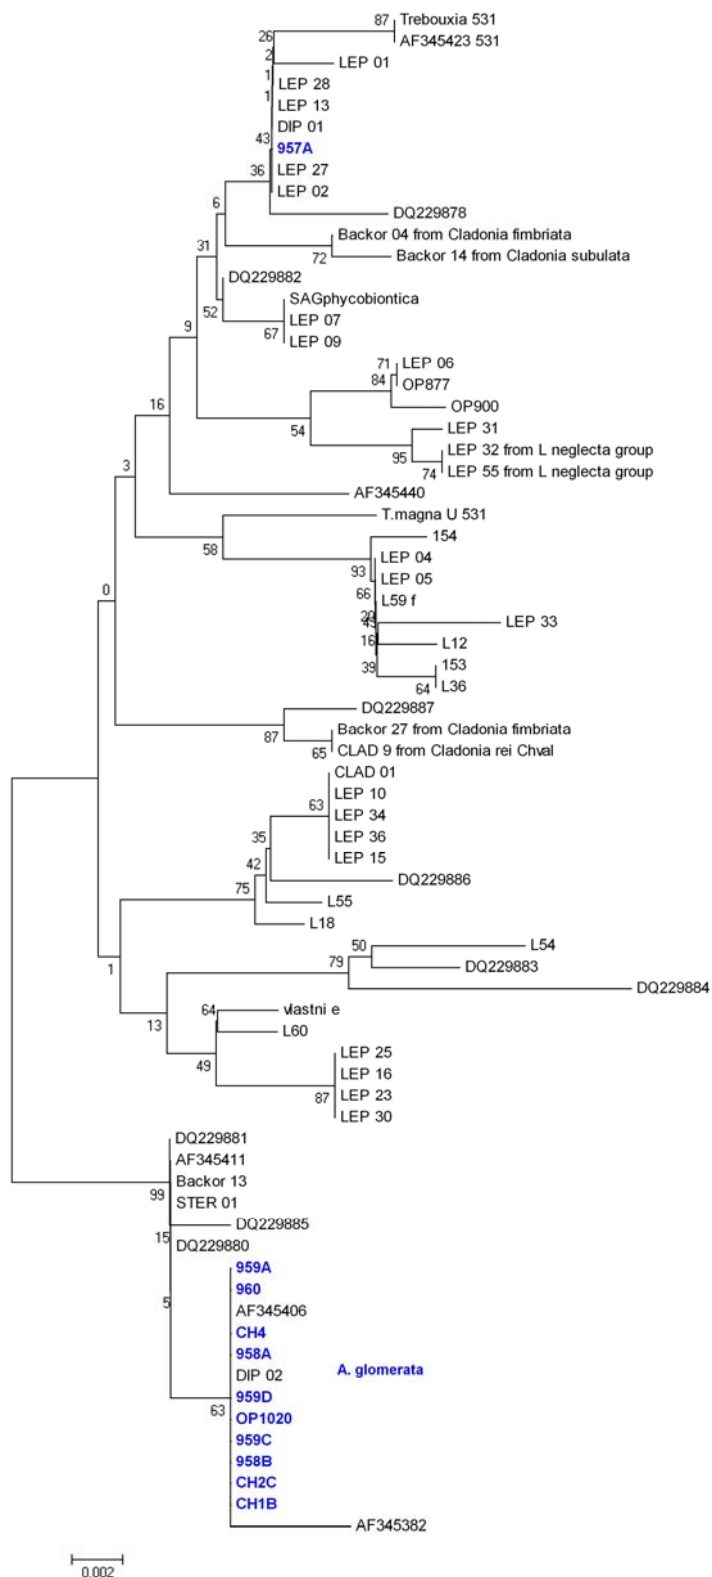 87 Trebouxia 531
26 AF345423 531
2 LEP 01
1 LEP 28
1 LEP 13
DIP 01
43 957A
36 LEP 27
LEP 02
6 DQ229878
31 Backor 04 from Cladonia fimbriata
72 Backor 14 from Cladonia subulata
DQ229882
52 SAGphycobiontica
9 LEP 07
67 LEP 09
71 LEP 06
84 OP877
16 OP900
54 LEP 31
95 LEP 32 from L neglecta group
3 74 LEP 55 from L neglecta group
AF345440
T.magna U 531
58 154
93 LEP 04
LEP 05
0 66 L59 f
LEP 33
16 L12
39 153
64 L36
DQ229887
87 Backor 27 from Cladonia fimbriata
65 CLAD 9 from Cladonia rei Chval
CLAD 01
63 LEP 10
LEP 34
35 LEP 36
42 LEP 15
75 DQ229886
L55
L18
1 50 L54
79 DQ229883
DQ229884
13 64 vlastni e
L60
49 LEP 25
LEP 16
87 LEP 23
LEP 30
DQ229881
AF345411
99 Backor 13
STER 01
15 DQ229885
DQ229880
959A
5 960
AF345406
CH4
958A A. glomerata
DIP 02
63 959D
OP1020
959C
958B
CH2C
CH1B
AF345382
0.002